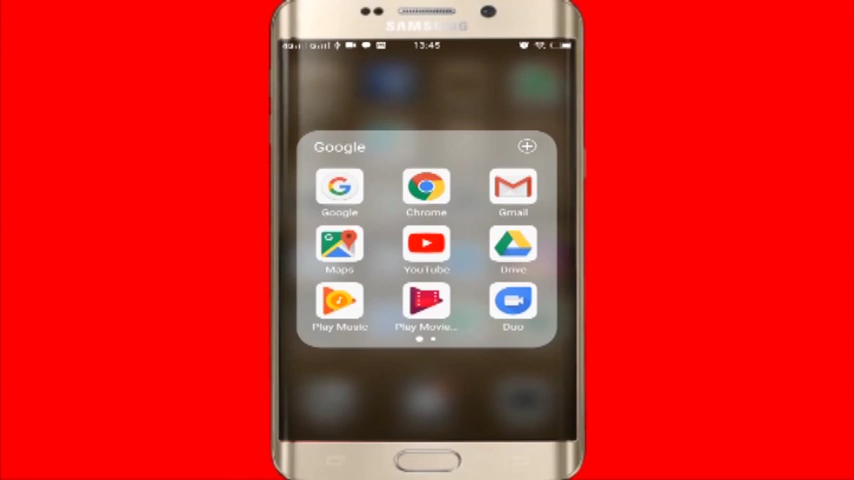 SAMSUNG
13:45
Google
Google Chrome Gmail
Maps YouTube Drive
Play Music Play Movie... Duo